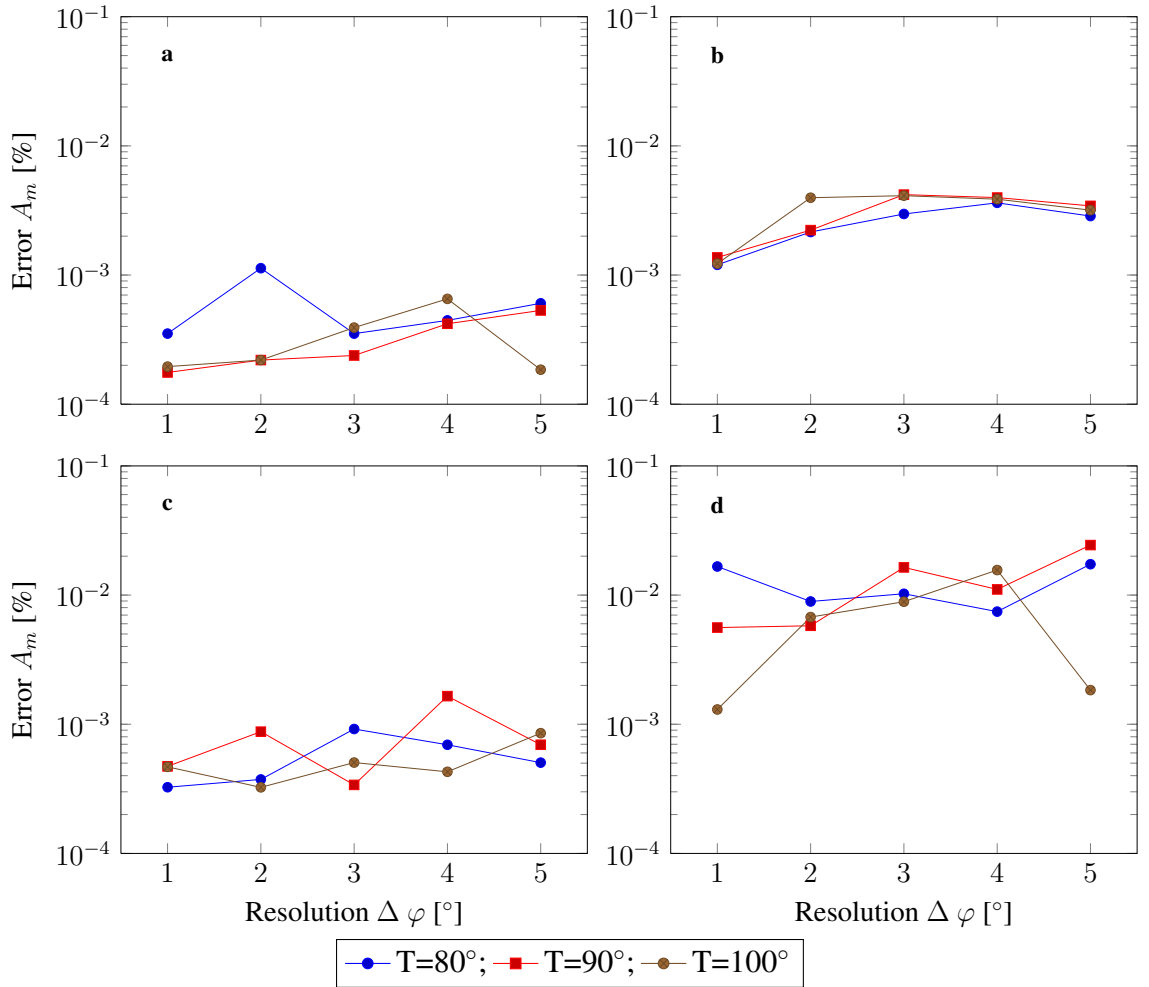 a
b
10⁻¹
10⁻²
10⁻³
10⁻⁴
Error Aₘ [%]
1 2 3 4 5
10⁻¹
10⁻²
10⁻³
10⁻⁴
1 2 3 4 5
c
10⁻¹
10⁻²
10⁻³
10⁻⁴
Error Aₘ [%]
1 2 3 4 5
Resolution Δ φ [°]
d
10⁻¹
10⁻²
10⁻³
10⁻⁴
1 2 3 4 5
Resolution Δ φ [°]
T=80°; T=90°; T=100°